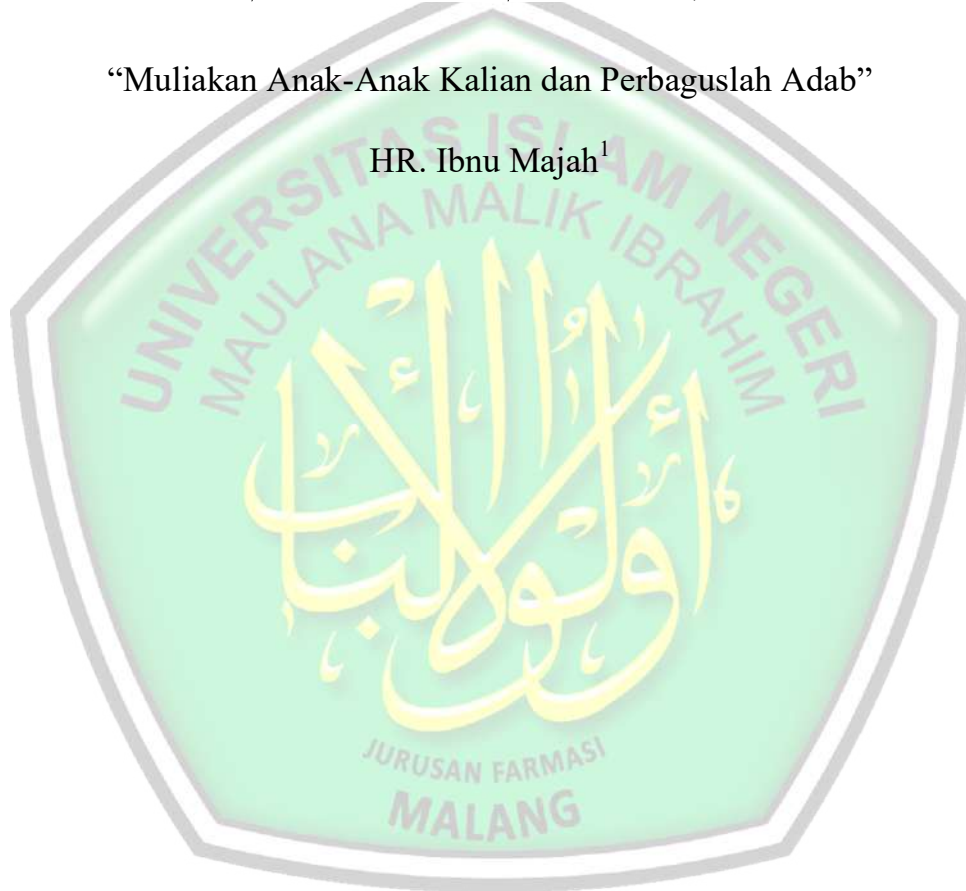 “Muliakan Anak-Anak Kalian dan Perbaguslah Adab”
HR. Ibnu Majah¹
UNIVERSITAS ISLAM NEGERI
MAULANA MALIK IBRAHIM
أولو الألباب
JURUSAN FARMASI
MALANG